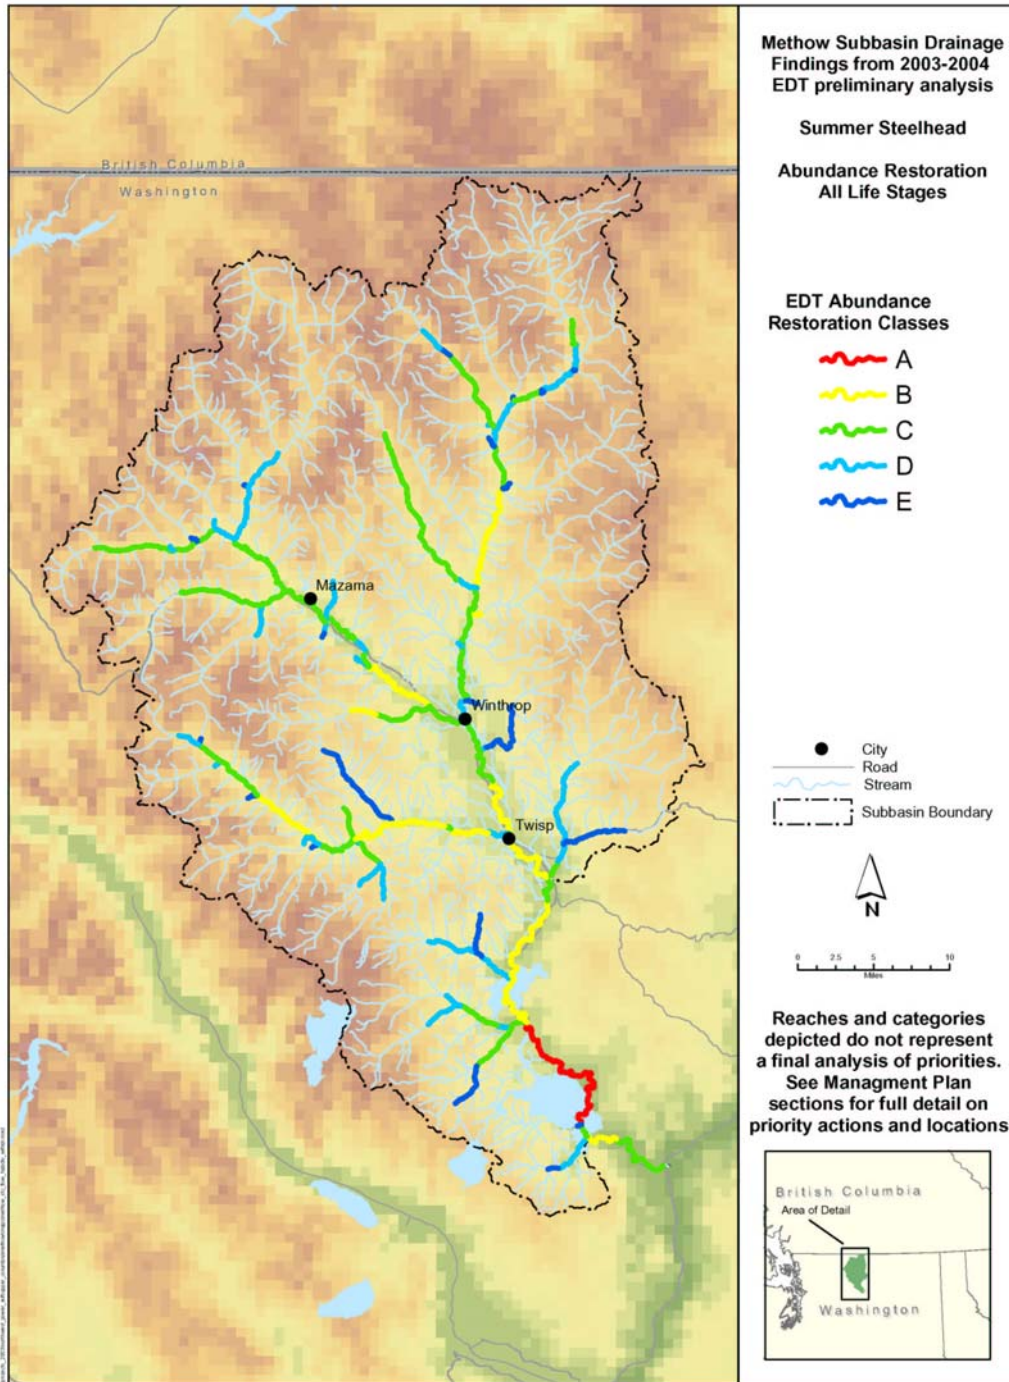 Methow Subbasin Drainage
Findings from 2003-2004
EDT preliminary analysis
Summer Steelhead
Abundance Restoration
All Life Stages
British Columbia
Washington
EDT Abundance
Restoration Classes
A
B
C
D
E
Mazama
Winthrop
Twisp
City
Road
Stream
Subbasin Boundary
N
0 2.5 5 10
Miles
Reaches and categories
depicted do not represent
a final analysis of priorities.
See Managment Plan
sections for full detail on
priority actions and locations
British Columbia
Area of Detail
Washington